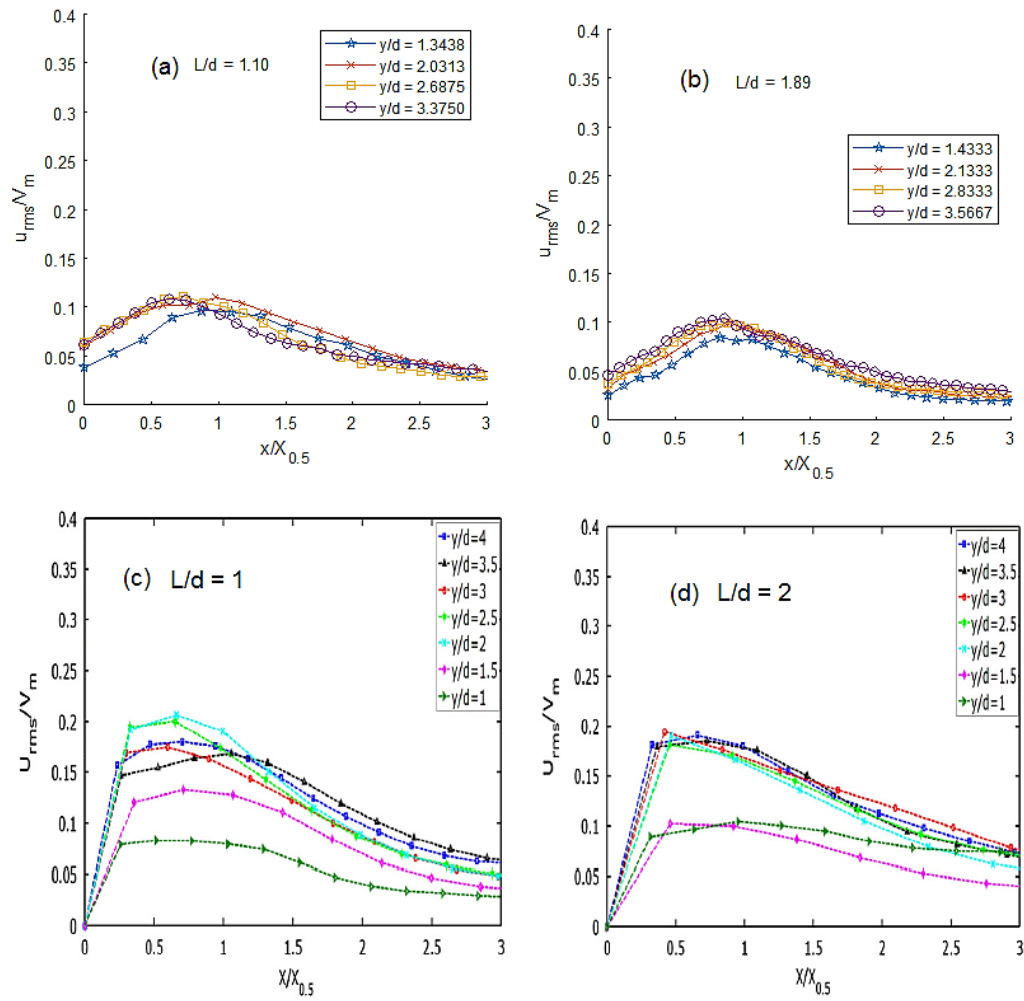 (a) L/d = 1.10
y/d = 1.3438
y/d = 2.0313
y/d = 2.6875
y/d = 3.3750
0.4
0.35
0.3
0.25
0.2
0.15
0.1
0.05
0
u_rms/V_m
0 0.5 1 1.5 2 2.5 3
x/X_0.5
(b) L/d = 1.89
y/d = 1.4333
y/d = 2.1333
y/d = 2.8333
y/d = 3.5667
0.4
0.35
0.3
0.25
0.2
0.15
0.1
0.05
0
u_rms/V_m
0 0.5 1 1.5 2 2.5 3
x/X_0.5
(c) L/d = 1
y/d=4
y/d=3.5
y/d=3
y/d=2.5
y/d=2
y/d=1.5
y/d=1
0.4
0.35
0.3
0.25
0.2
0.15
0.1
0.05
0
U_rms/V_m
0 0.5 1 1.5 2 2.5 3
X/X_0.5
(d) L/d = 2
y/d=4
y/d=3.5
y/d=3
y/d=2.5
y/d=2
y/d=1.5
y/d=1
0.4
0.35
0.3
0.25
0.2
0.15
0.1
0.05
0
U_rms/V_m
0 0.5 1 1.5 2 2.5 3
X/X_0.5